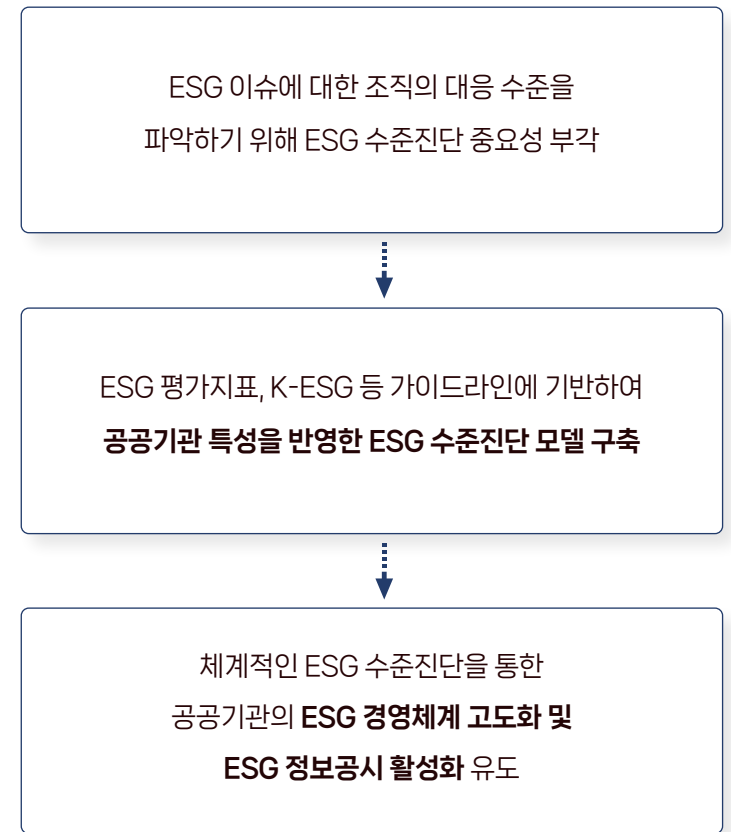 ESG 이슈에 대한 조직의 대응 수준을
파악하기 위해 ESG 수준진단 중요성 부각
ESG 평가지표, K-ESG 등 가이드라인에 기반하여
공공기관 특성을 반영한 ESG 수준진단 모델 구축
체계적인 ESG 수준진단을 통한
공공기관의 ESG 경영체계 고도화 및
ESG 정보공시 활성화 유도